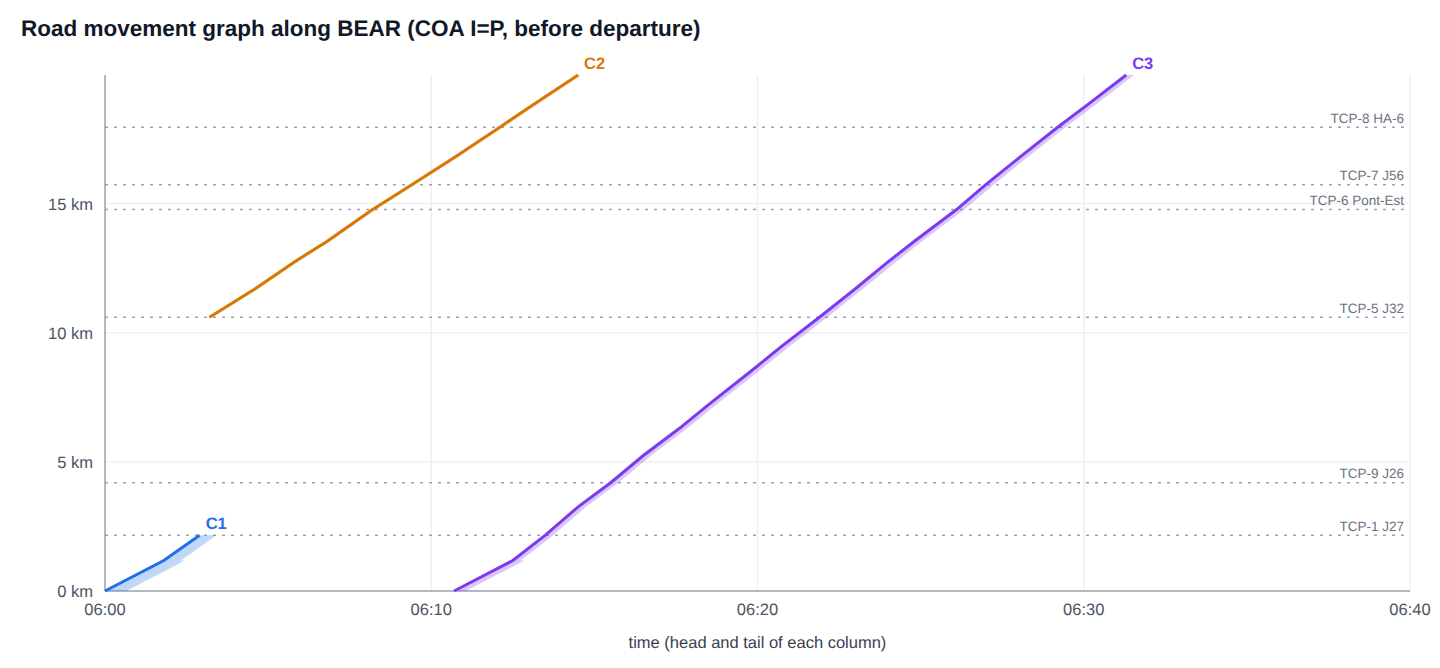 Road movement graph along BEAR (COA I=P, before departure)
C2
C3
TCP-8 HA-6
TCP-7 J56
15 km
TCP-6 Pont-Est
TCP-5 J32
10 km
5 km
TCP-9 J26
C1
TCP-1 J27
0 km
06:00
06:10
06:20
06:30
06:40
time (head and tail of each column)